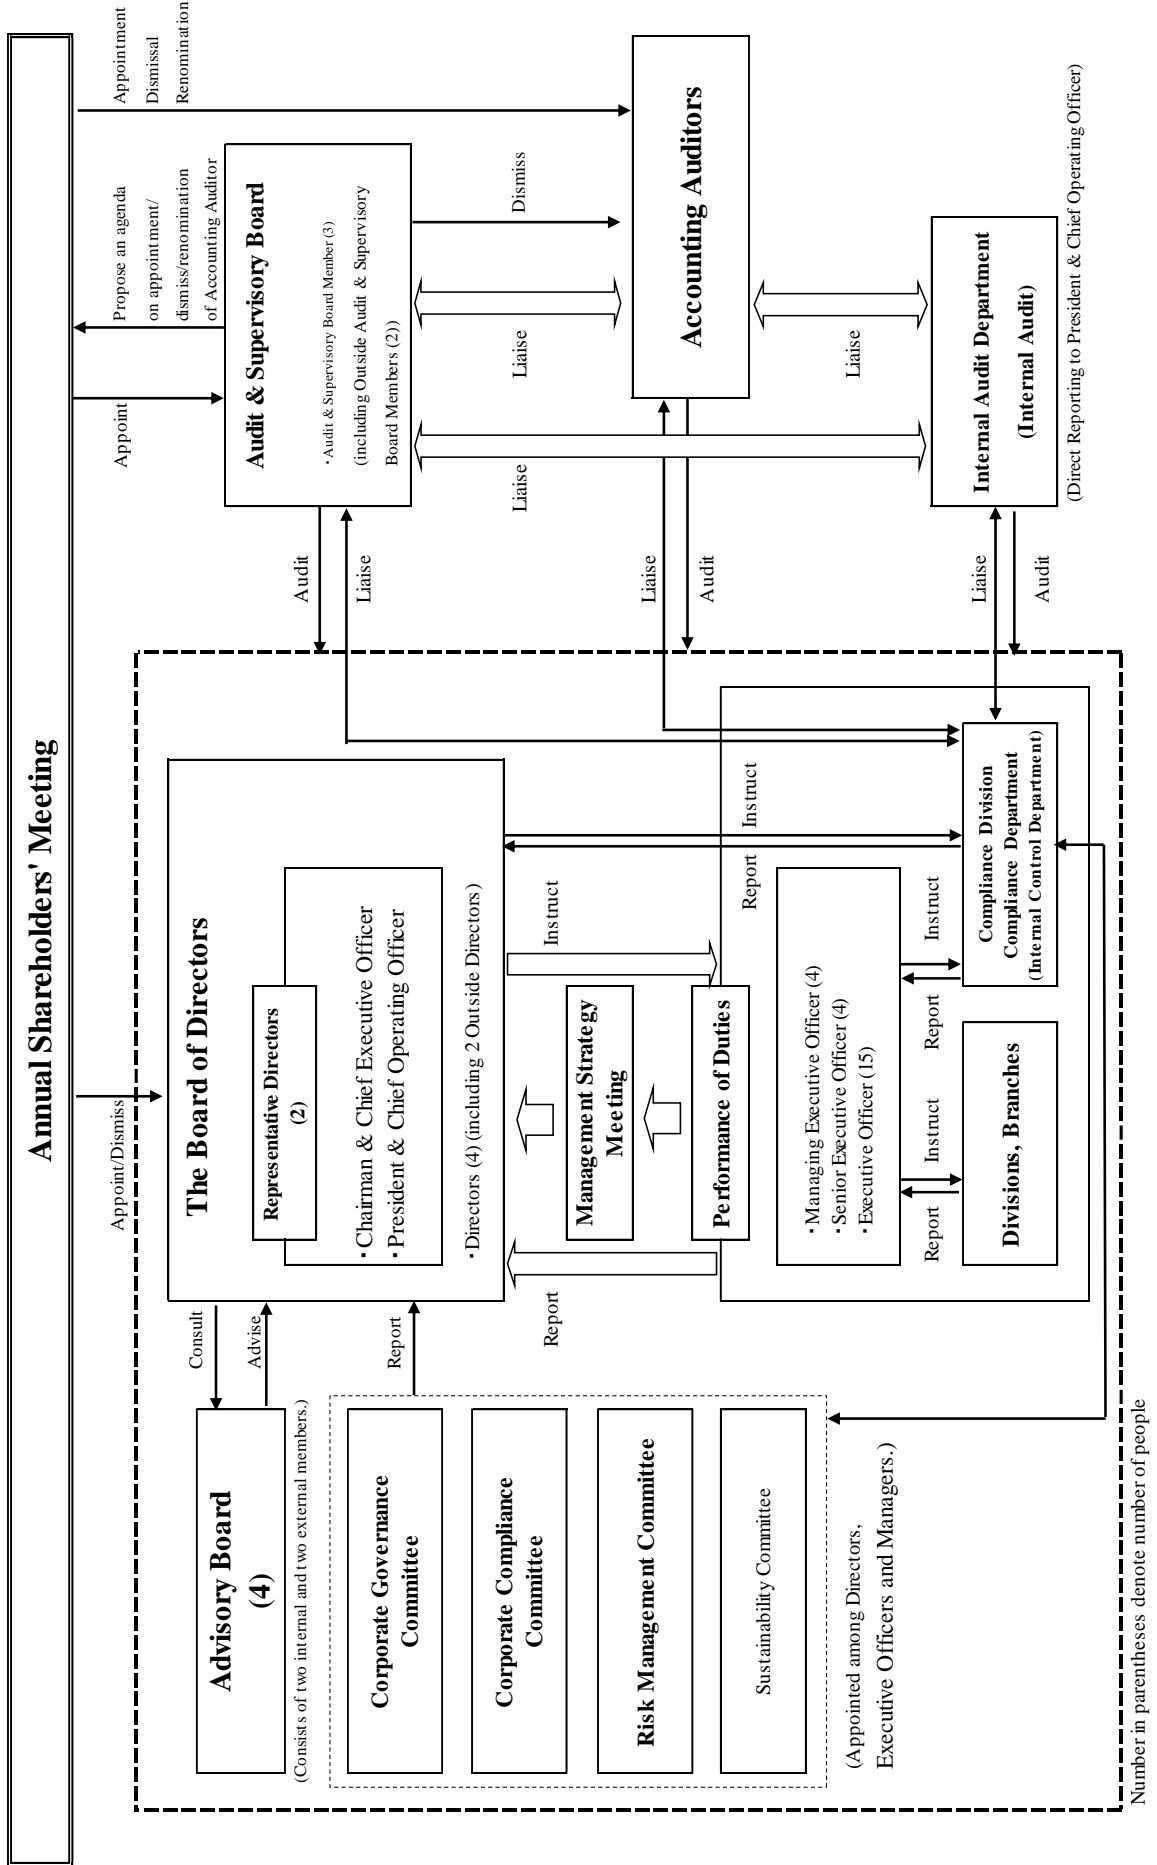 Annual Shareholders' Meeting
Appoint/Dismiss
Appoint
Propose an agenda
on appointment/
dismiss/renomination
of Accounting Auditor
Appointment
Dismissal
Renomination
Advisory Board
(4)
(Consists of two internal and two external members.)
Consult
Advise
The Board of Directors
Representative Directors
(2)
・Chairman & Chief Executive Officer
・President & Chief Operating Officer
・Directors (4) (including 2 Outside Directors)
Audit & Supervisory Board
・Audit & Supervisory Board Member (3)
(including Outside Audit & Supervisory
Board Members (2))
Audit
Liaise
Corporate Governance
Committee
Corporate Compliance
Committee
Risk Management Committee
Sustainability Committee
(Appointed among Directors,
Executive Officers and Managers.)
Report
Report
Instruct
Management Strategy
Meeting
Liaise
Liaise
Dismiss
Accounting Auditors
Liaise
Audit
Performance of Duties
・Managing Executive Officer (4)
・Senior Executive Officer (4)
・Executive Officer (15)
Report
Instruct
Report
Instruct
Report
Instruct
Divisions, Branches
Compliance Division
Compliance Department
(Internal Control Department)
Liaise
Liaise
Audit
Internal Audit Department
(Internal Audit)
(Direct Reporting to President & Chief Operating Officer)
Number in parentheses denote number of people